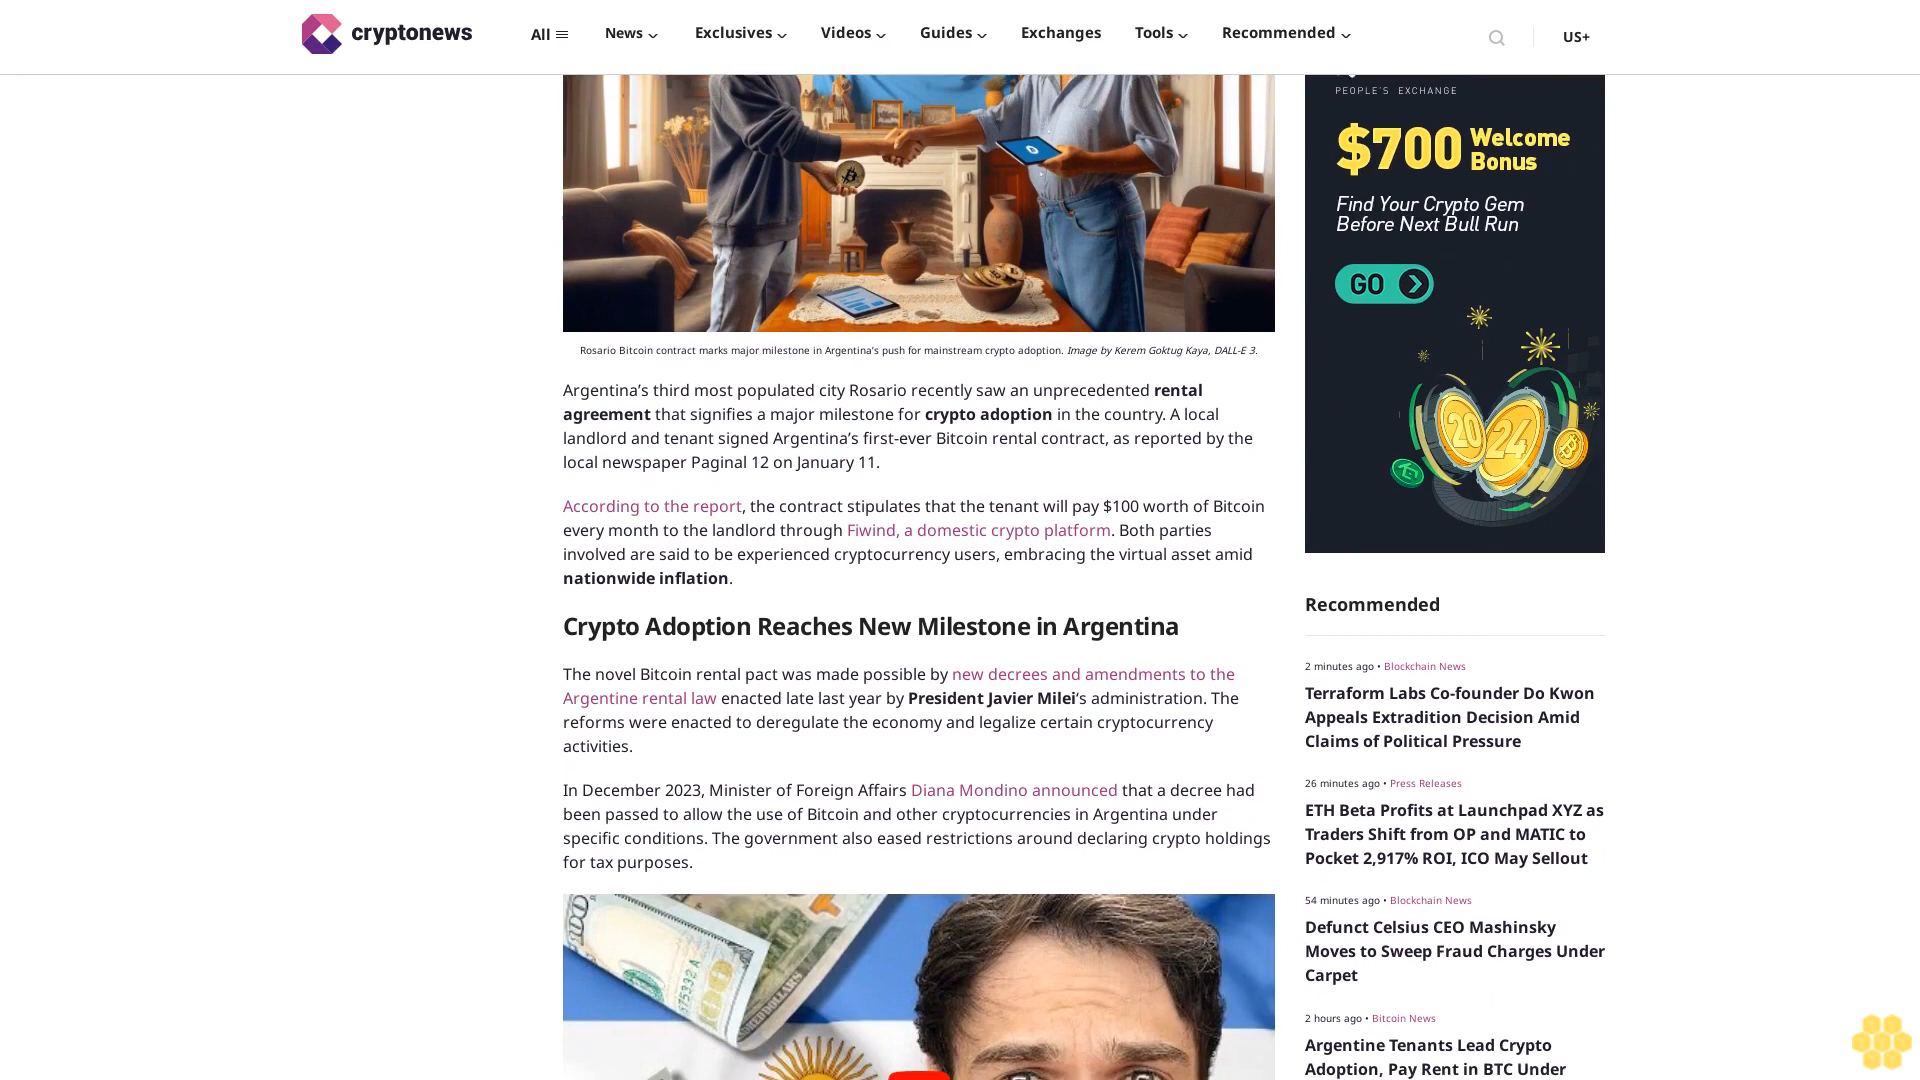 cryptonews
All
News
Exclusives
Videos
Guides
Exchanges
Tools
Recommended
US+
PEOPLE'S EXCHANGE
$700 Welcome
Bonus
Find Your Crypto Gem
Before Next Bull Run
GO
20 24
Rosario Bitcoin contract marks major milestone in Argentina's push for mainstream crypto adoption. Image by Kerem Goktug Kaya, DALL-E 3.
Argentina's third most populated city Rosario recently saw an unprecedented rental
agreement that signifies a major milestone for crypto adoption in the country. A local
landlord and tenant signed Argentina's first-ever Bitcoin rental contract, as reported by the
local newspaper Paginal 12 on January 11.
According to the report, the contract stipulates that the tenant will pay $100 worth of Bitcoin
every month to the landlord through Fiwind, a domestic crypto platform. Both parties
involved are said to be experienced cryptocurrency users, embracing the virtual asset amid
nationwide inflation.
Crypto Adoption Reaches New Milestone in Argentina
The novel Bitcoin rental pact was made possible by new decrees and amendments to the
Argentine rental law enacted late last year by President Javier Milei's administration. The
reforms were enacted to deregulate the economy and legalize certain cryptocurrency
activities.
In December 2023, Minister of Foreign Affairs Diana Mondino announced that a decree had
been passed to allow the use of Bitcoin and other cryptocurrencies in Argentina under
specific conditions. The government also eased restrictions around declaring crypto holdings
for tax purposes.
Recommended
2 minutes ago • Blockchain News
Terraform Labs Co-founder Do Kwon
Appeals Extradition Decision Amid
Claims of Political Pressure
26 minutes ago • Press Releases
ETH Beta Profits at Launchpad XYZ as
Traders Shift from OP and MATIC to
Pocket 2,917% ROI, ICO May Sellout
54 minutes ago • Blockchain News
Defunct Celsius CEO Mashinsky
Moves to Sweep Fraud Charges Under
Carpet
2 hours ago • Bitcoin News
Argentine Tenants Lead Crypto
Adoption, Pay Rent in BTC Under